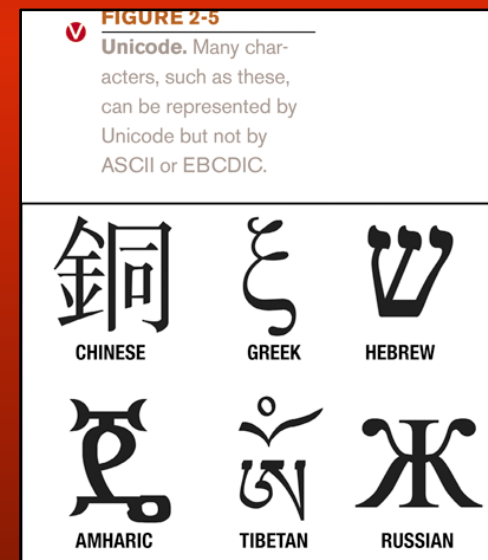 FIGURE 2-5
Unicode. Many char-
acters, such as these,
can be represented by
Unicode but not by
ASCII or EBCDIC.
銅 ξ ש
CHINESE GREEK HEBREW
ༀ Ж
AMHARIC TIBETAN RUSSIAN